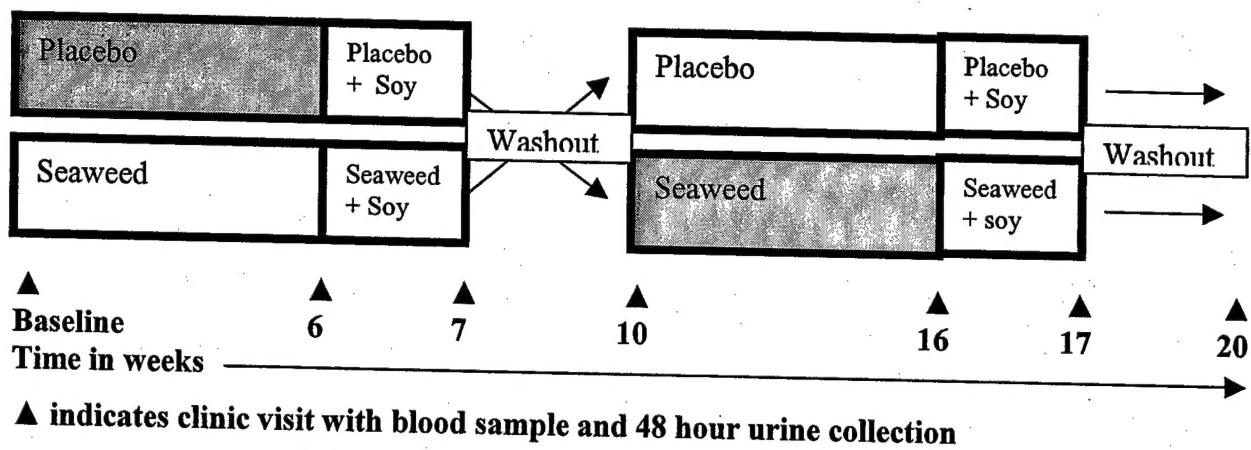 Placebo
Placebo
+ Soy
Washout
Placebo
Placebo
+ Soy
Washout
Seaweed
Seaweed
+ Soy
Seaweed
Seaweed
+ soy
▲ ▲ ▲ ▲ ▲ ▲ ▲
Baseline 6 7 10 16 17 20
Time in weeks
▲ indicates clinic visit with blood sample and 48 hour urine collection